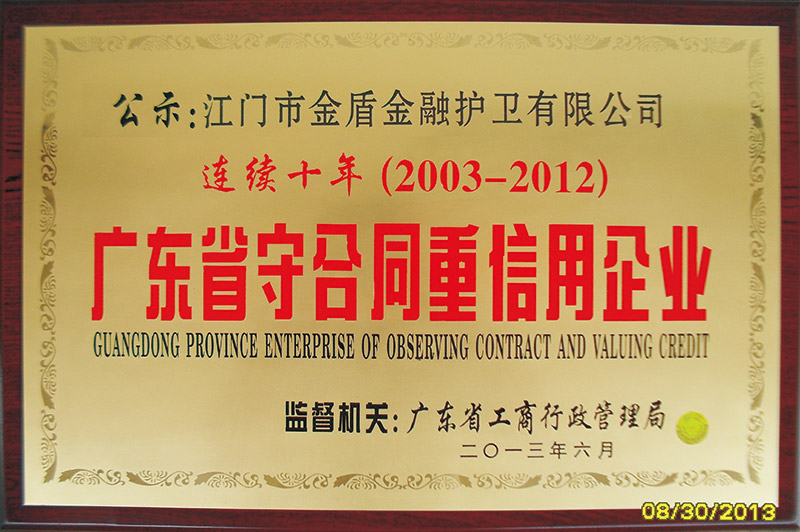 公示:江门市金盾金融护卫有限公司
连续十年(2003-2012)
广东省守合同重信用企业
GUANGDONG PROVINCE ENTERPRISE OF OBSERVING CONTRACT AND VALUING CREDIT
监督机关:广东省工商行政管理局
二〇一三年六月
08/30/2013